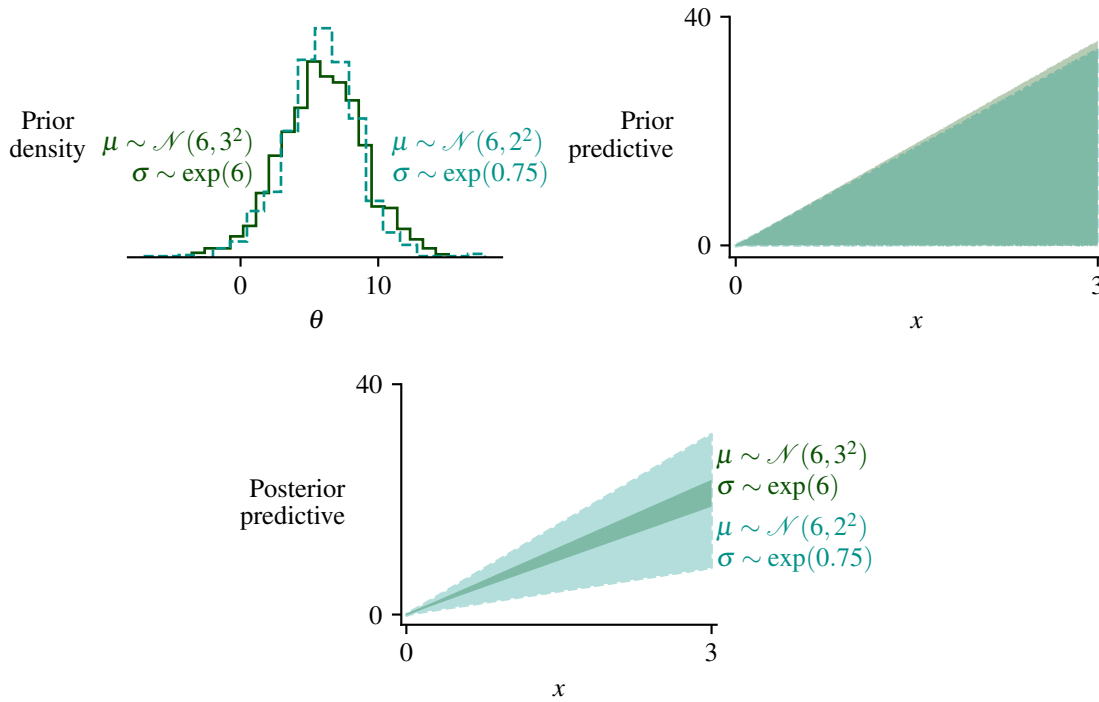 Prior
density
μ ∼ 𝒩(6, 3²)
σ ∼ exp(6)
μ ∼ 𝒩(6, 2²)
σ ∼ exp(0.75)
0
10
θ
Prior
predictive
40
0
0
3
x
Posterior
predictive
40
0
0
3
x
μ ∼ 𝒩(6, 3²)
σ ∼ exp(6)
μ ∼ 𝒩(6, 2²)
σ ∼ exp(0.75)